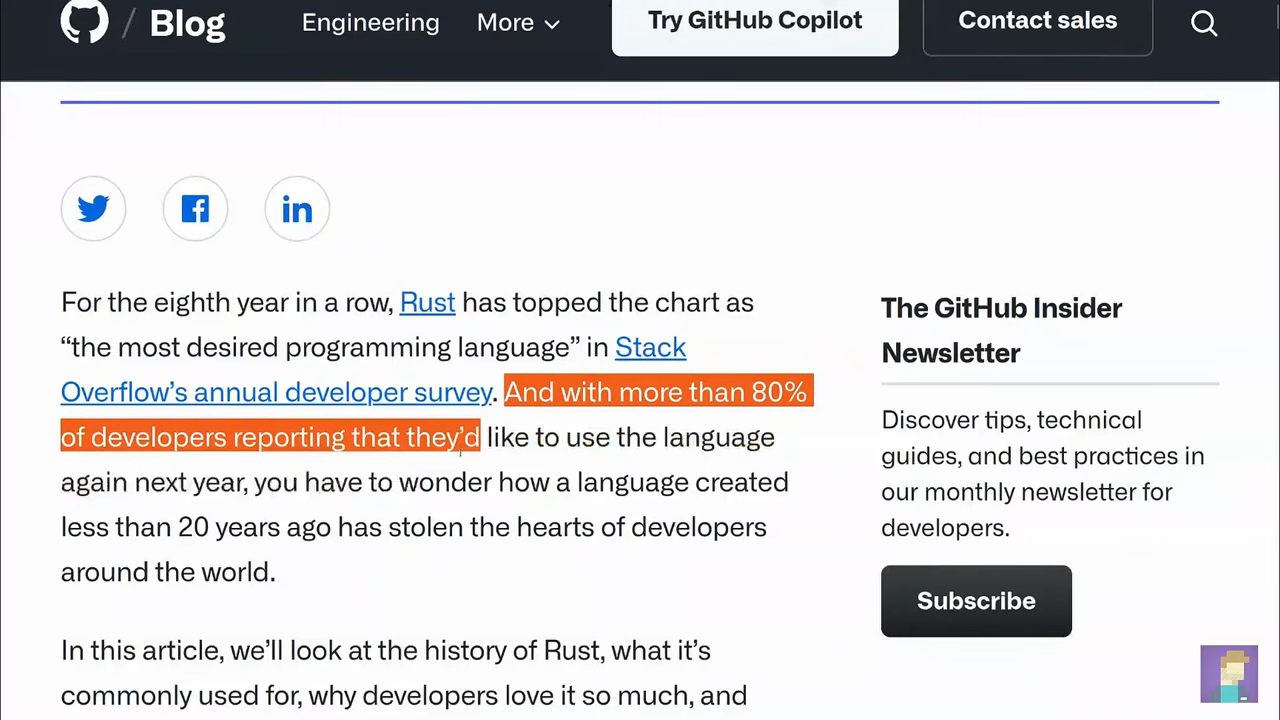 / Blog
Engineering
More
Try GitHub Copilot
Contact sales
For the eighth year in a row, Rust has topped the chart as
“the most desired programming language” in Stack
Overflow’s annual developer survey. And with more than 80%
of developers reporting that they’d like to use the language
again next year, you have to wonder how a language created
less than 20 years ago has stolen the hearts of developers
around the world.
In this article, we’ll look at the history of Rust, what it’s
commonly used for, why developers love it so much, and
The GitHub Insider
Newsletter
Discover tips, technical
guides, and best practices in
our monthly newsletter for
developers.
Subscribe